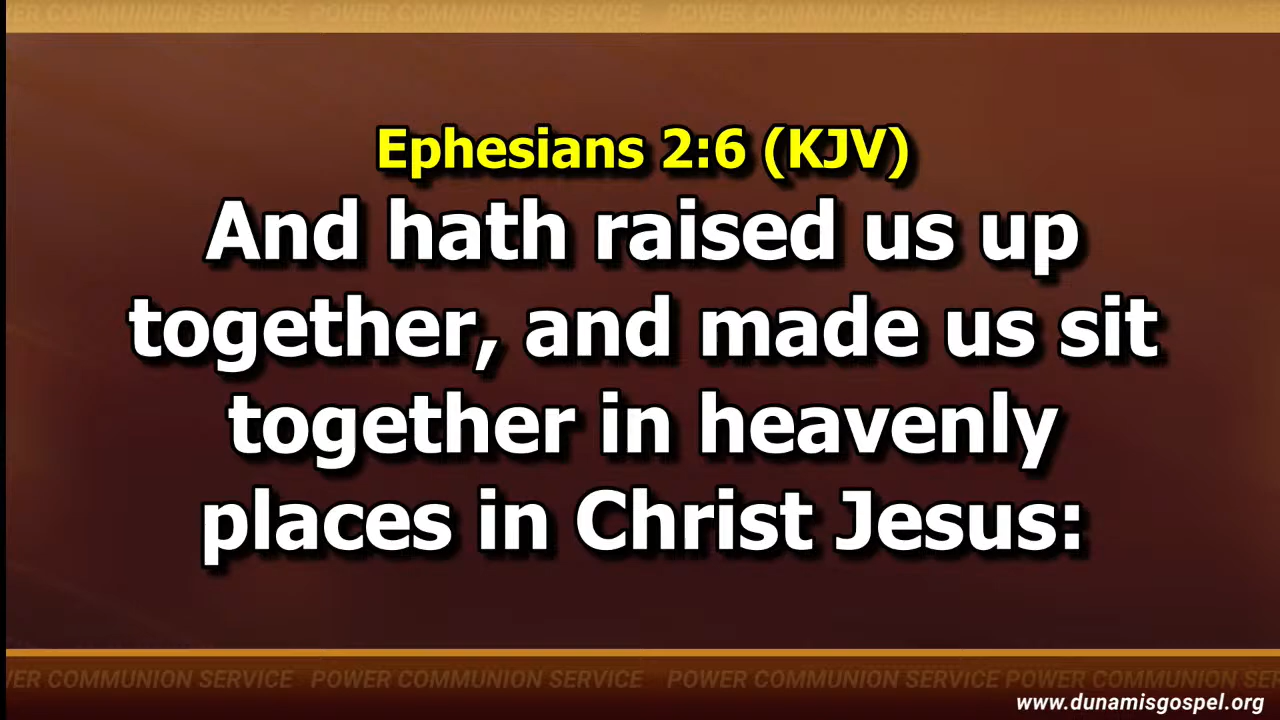 POWER COMMUNION SERVICE POWER COMMUNION SERVICE POWER COMMUNION SERVICE
Ephesians 2:6 (KJV)
And hath raised us up
together, and made us sit
together in heavenly
places in Christ Jesus:
COMMUNION SERVICE POWER COMMUNION SERVICE POWER COMMUNION SERVICE
www.dunamisgospel.org